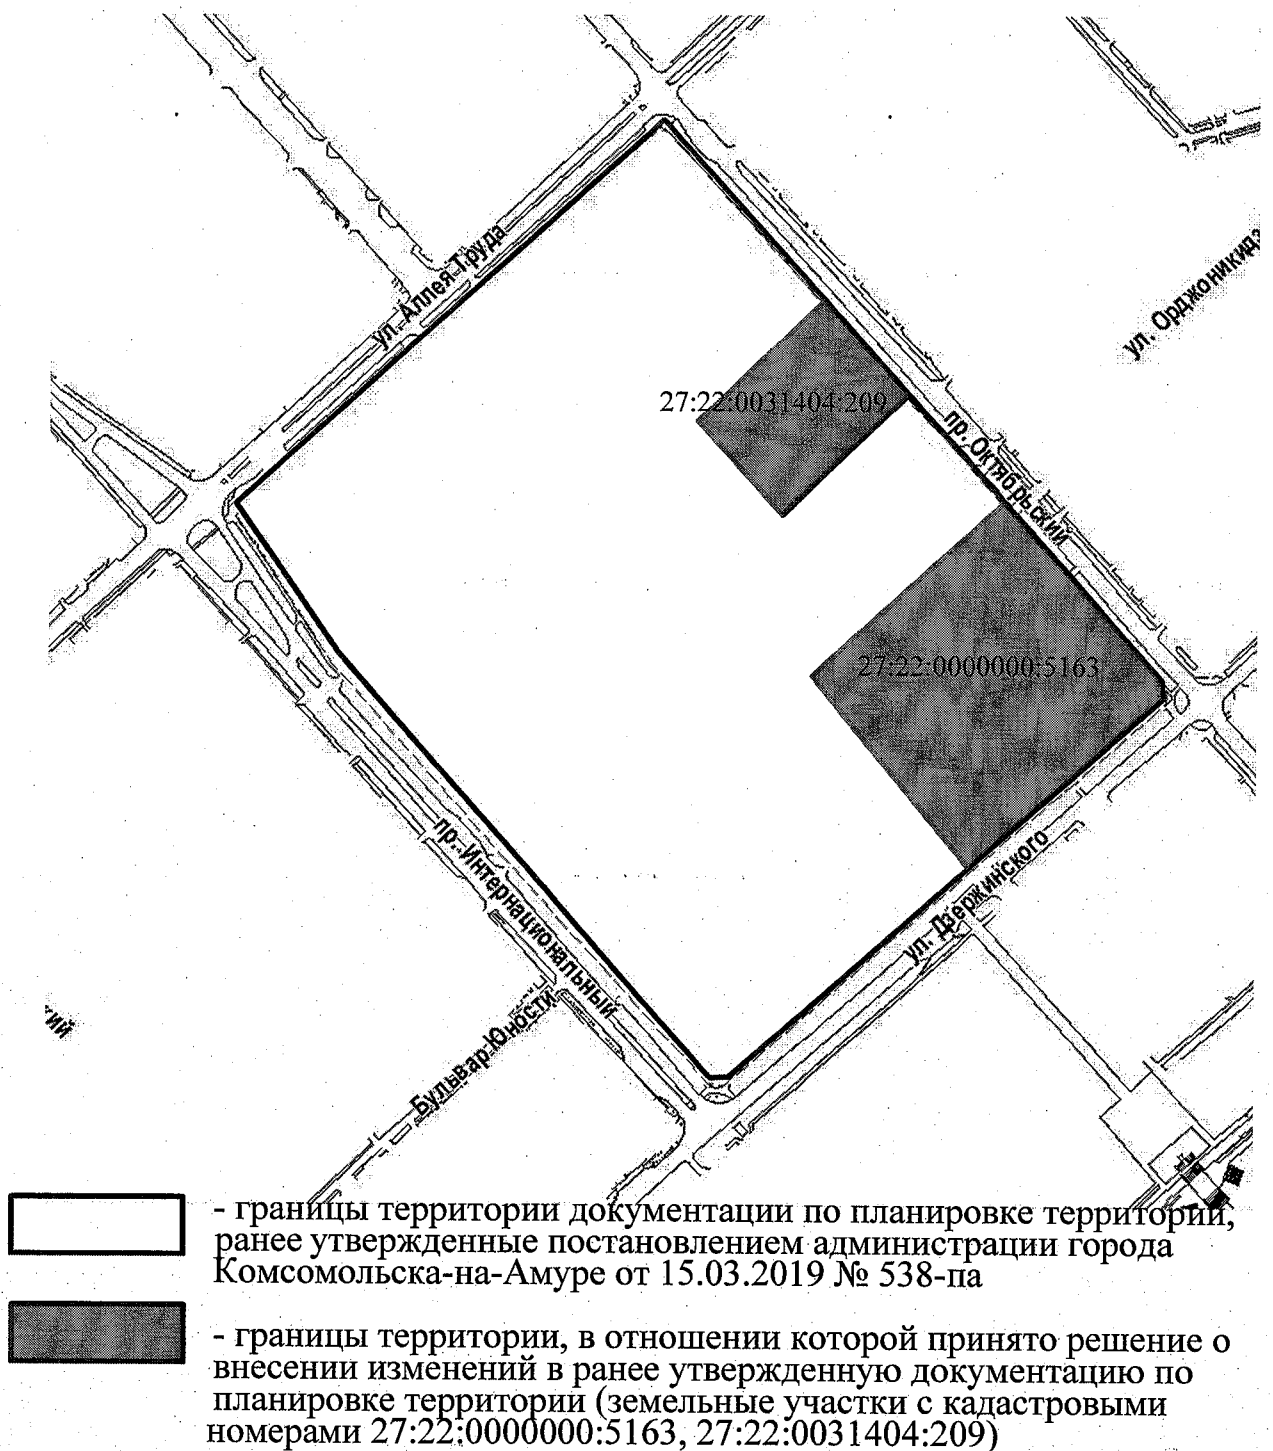 ул. Аллея Труда
ул. Орджоникидз
27:22:0031404:209
пр. Октябрьский
27:22:0000000:5163
пр. Интернациональный
ул. Дзержинского
кий
Бульвар Юности
- границы территории документации по планировке территории,
ранее утвержденные постановлением администрации города
Комсомольска-на-Амуре от 15.03.2019 № 538-па
- границы территории, в отношении которой принято решение о
внесении изменений в ранее утвержденную документацию по
планировке территории (земельные участки с кадастровыми
номерами 27:22:0000000:5163, 27:22:0031404:209)